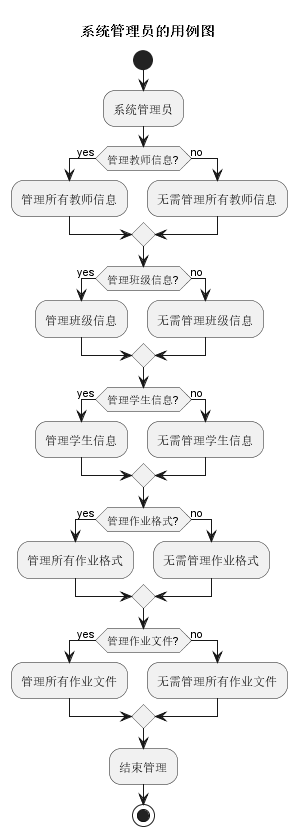 系统管理员的用例图
系统管理员
yes 管理教师信息? no
管理所有教师信息 无需管理所有教师信息
yes 管理班级信息? no
管理班级信息 无需管理班级信息
yes 管理学生信息? no
管理学生信息 无需管理学生信息
yes 管理作业格式? no
管理所有作业格式 无需管理作业格式
yes 管理作业文件? no
管理所有作业文件 无需管理所有作业文件
结束管理